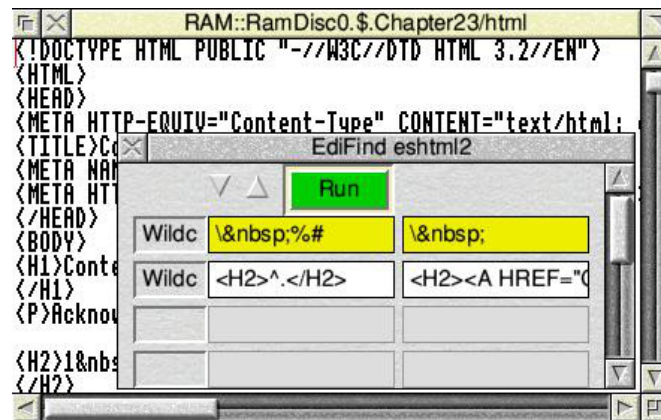 RAM::RamDisc0.$.Chapter23/html
<!DOCTYPE HTML PUBLIC "-//W3C//DTD HTML 3.2//EN">
<HTML>
<HEAD>
<META HTTP-EQUIV="Content-Type" CONTENT="text/html;
<TITLE>Co
<META NAM
<META HTT
</HEAD>
<BODY>
<H1>Conte
</H1>
<P>Acknow
<H2>1&nbs
</H2>
EdiFind eshtml2
Run
Wildc \&nbsp;%# \&nbsp;
Wildc <H2>^.</H2> <H2><A HREF="